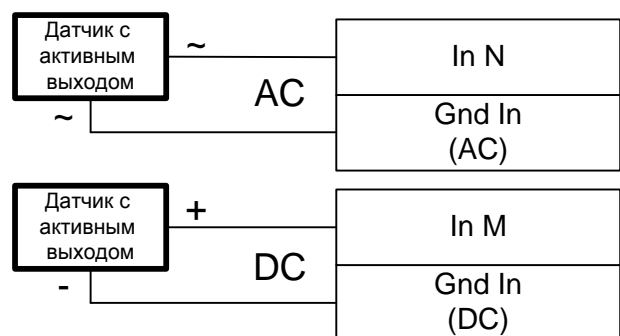 Датчик с
активным
выходом
~
AC
~
In N
Gnd In
(AC)
Датчик с
активным
выходом
+
DC
-
In M
Gnd In
(DC)